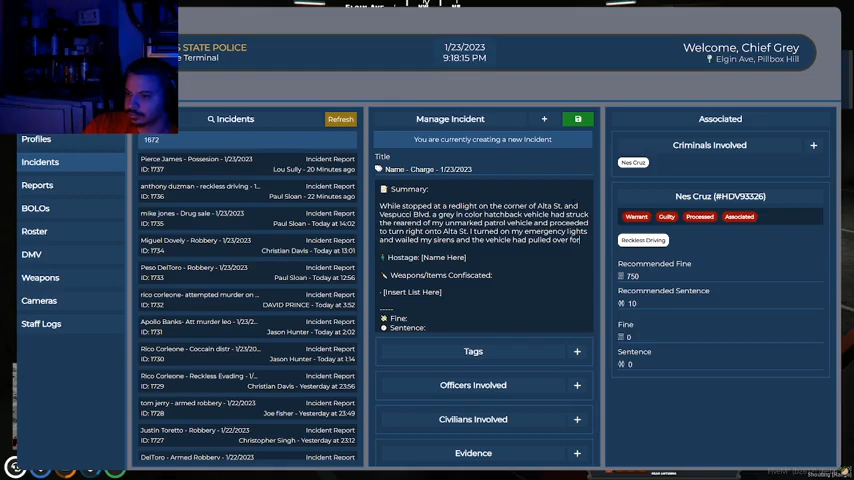 STATE POLICE
Terminal
1/23/2023
9:18:15 PM
Welcome, Chief Grey
Elgin Ave, Pillbox Hill
Profiles
Incidents
Reports
BOLOs
Roster
DMV
Weapons
Cameras
Staff Logs
Incidents
Refresh
1672
Pierce James - Possesion - 1/23/2023
Incident Report
ID: 1737
Lou Sully - 20 Minutes ago
anthony duzman - reckless driving - 1...
Incident Report
ID: 1736
Paul Sloan - 22 Minutes ago
mike jones - Drug sale - 1/23/2023
Incident Report
ID: 1735
Paul Sloan - Today at 14:02
Miguel Dovely - Reckless Driving - 1/...
Incident Report
ID: 1734
Christian Davis - Today at 13:01
Peso DelToro - Reckless Driving - 1/2...
Incident Report
ID: 1733
Paul Sloan - Today at 12:56
rico corleone- attempted murder on ...
Incident Report
ID: 1732
DAVID PRINCE - Today at 3:52
Apollo Banks- Att murder leo - 1/23/...
Incident Report
ID: 1731
Jason Hunter - Today at 2:02
Rico Corleone - Coccain distr - 1/23/20...
Incident Report
ID: 1730
Jason Hunter - Today at 1:14
Rico Corleone - Reckless Evading - 1/...
Incident Report
ID: 1729
Christian Davis - Yesterday at 23:56
tom jerry - armed robbery - 1/22/2023
Incident Report
ID: 1728
Joe fisher - Yesterday at 23:49
Justin Toretto - Robbery - 1/22/2023
Incident Report
ID: 1727
Christopher Singh - Yesterday at 23:12
DelToro - Armed Robbery - 1/22/2023
Incident Report
Manage Incident
You are currently creating a new Incident
Title
Name - Charge - 1/23/2023
Summary:
While stopped at a redlight on the corner of Alta St. and
Vespucci Blvd. a grey in color hatchback vehicle had struck
the rearend of my unmarked patrol vehicle and proceeded
to turn right onto Alta St. I turned on my emergency lights
and wailed my sirens and the vehicle had pulled over for
Hostage: [Name Here]
Weapons/Items Confiscated:
· [Insert List Here]
-----
Fine:
Sentence:
Tags
Officers Involved
Civilians Involved
Evidence
Associated
Criminals Involved
Nes Cruz
Nes Cruz (#HDV93326)
Warrant
Guilty
Processed
Associated
Reckless Driving
Recommended Fine
750
Recommended Sentence
10
Fine
0
Sentence
0